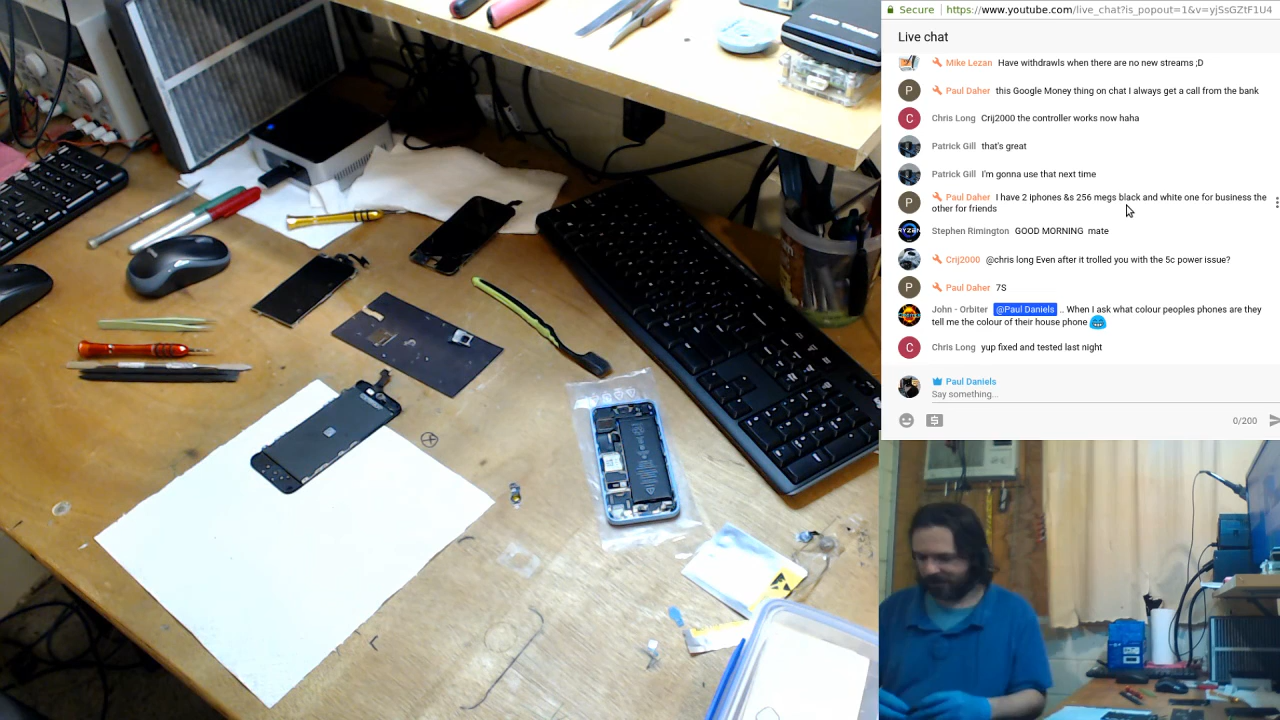 Secure https://www.youtube.com/live_chat?is_popout=1&v=yjSsGZtF1U4
Live chat
Mike Lezan Have withdrawls when there are no new streams ;D
P Paul Daher this Google Money thing on chat I always get a call from the bank
C Chris Long Crij2000 the controller works now haha
Patrick Gill that's great
Patrick Gill I'm gonna use that next time
P Paul Daher I have 2 iphones &s 256 megs black and white one for business the
other for friends
RYZEN Stephen Rimington GOOD MORNING mate
Crij2000 @chris long Even after it trolled you with the 5c power issue?
P Paul Daher 7S
John - Orbiter @Paul Daniels .. When I ask what colour peoples phones are they
tell me the colour of their house phone
C Chris Long yup fixed and tested last night
Paul Daniels
Say something...
0/200